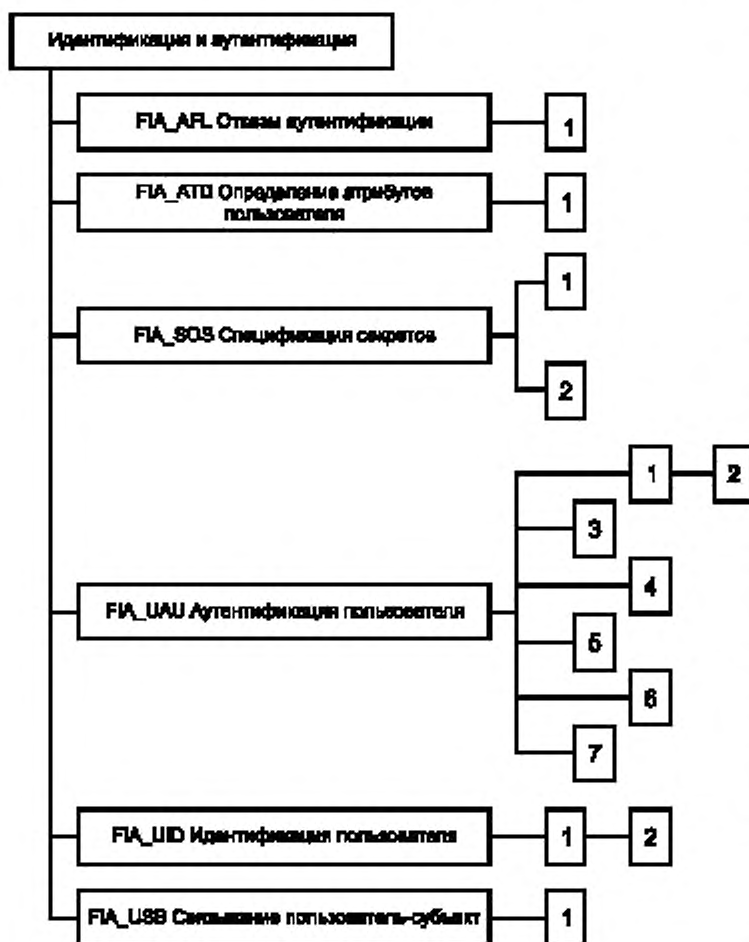 Идентификация и аутентификация
FIA_AFL Отказы аутентификации
1
FIA_ATD Определение атрибутов
пользователя
1
1
FIA_SOS Спецификация секретов
2
1
2
3
4
FIA_UAU Аутентификация пользователя
5
6
7
FIA_UID Идентификация пользователя
1
2
FIA_USB Связывание пользователь-субъект
1